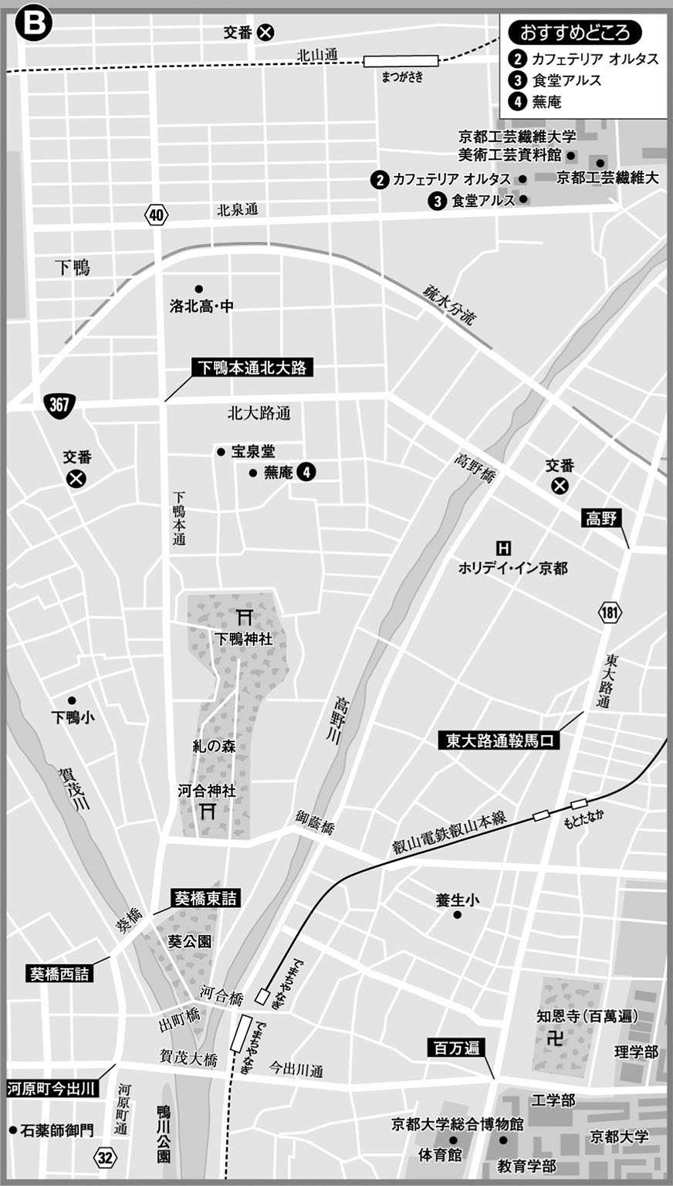 B
交番
北山通
まつがさき
おすすめどころ
2 カフェテリア オルタス
3 食堂アルス
4 蕪庵
京都工芸繊維大学
美術工芸資料館
京都工芸繊維大
2 カフェテリア オルタス
3 食堂アルス
40
北泉通
下鴨
洛北高・中
疏水分流
下鴨本通北大路
367
北大路通
交番
宝泉堂
蕪庵 4
高野橋
交番
下鴨本通
高野
H
ホリデイ・イン京都
下鴨神社
181
東大路通
下鴨小
高野川
東大路通鞍馬口
糺の森
賀茂川
河合神社
御蔭橋
叡山電鉄叡山本線
もとたなか
葵橋東詰
養生小
葵橋
葵公園
葵橋西詰
でまちやなぎ
河合橋
出町橋
でまちやなぎ
知恩寺(百萬遍)
卍
百万遍
理学部
賀茂大橋
今出川通
河原町今出川
河原町通
鴨川公園
工学部
石薬師御門
京都大学総合博物館
京都大学
体育館
教育学部
32